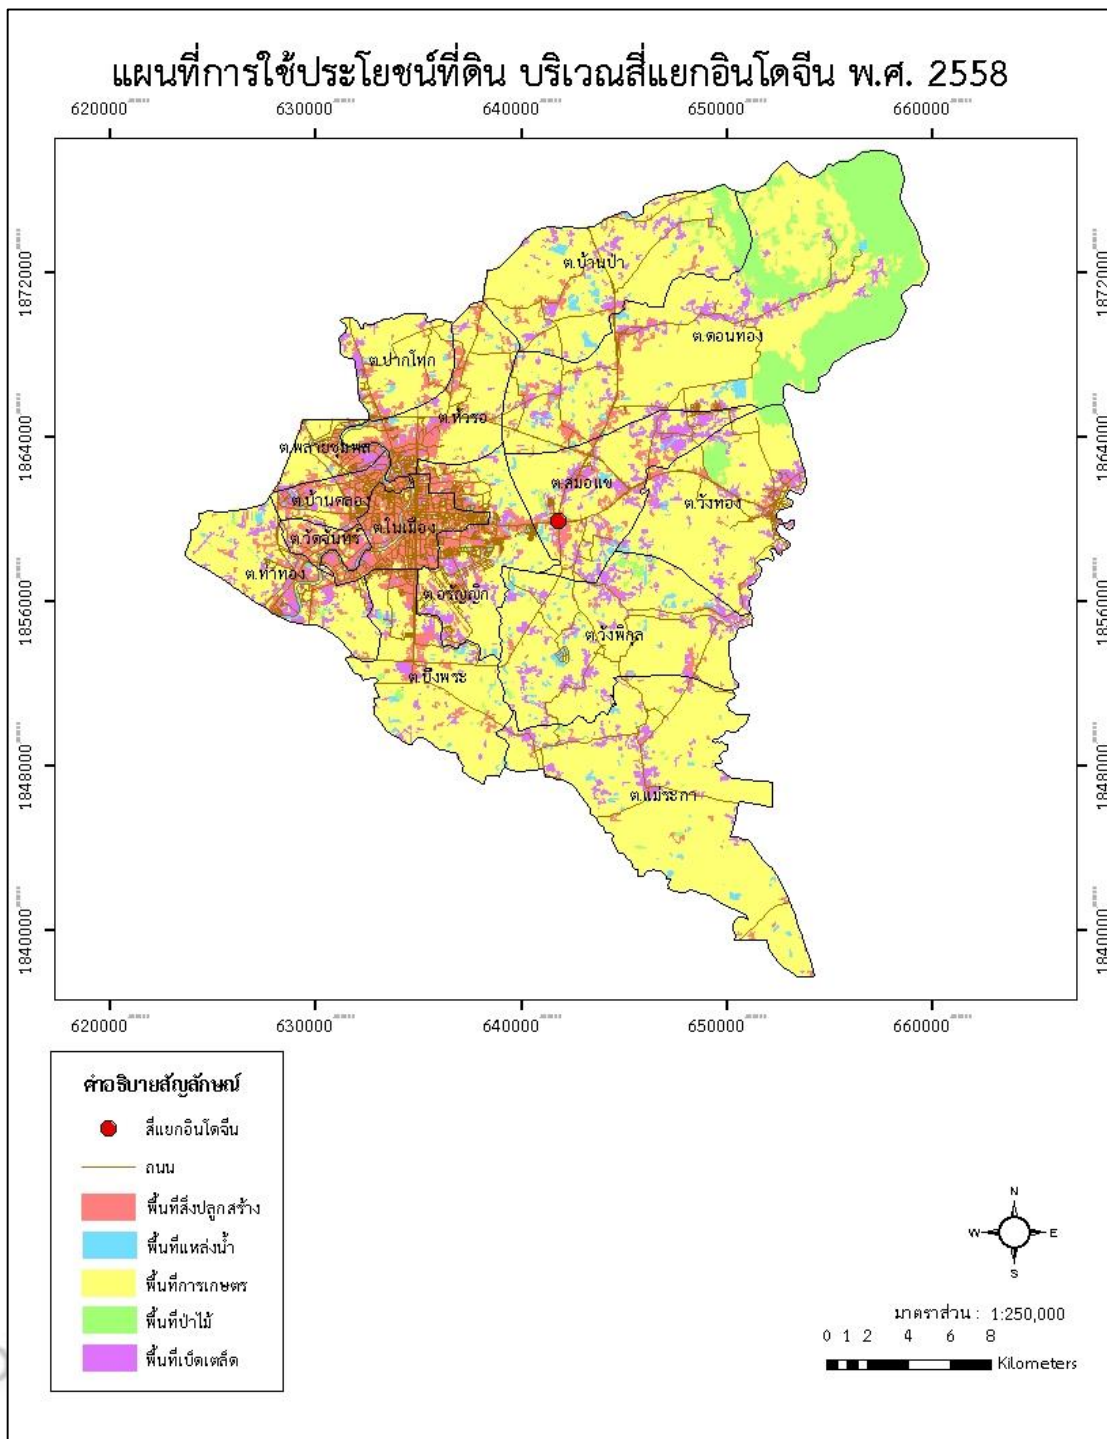 แผนที่การใช้ประโยชน์ที่ดิน บริเวณสี่แยกอินโดจีน พ.ศ. 2558
620000 630000 640000 650000 660000
1872000 1872000
1864000 1864000
1856000 1856000
1848000 1848000
1840000 1840000
ต.บ้านป่า
ต.ดอนทอง
ต.ปากโทก
ต.หัวรอ
ต.พลายชุมพล
ต.สมอแข
ต.บ้านคลอง
ต.วังทอง
ต.ในเมือง
ต.วัดจันทร์
ต.ท่าทอง
ต.อรัญญิก
ต.วังพิกุล
ต.บึงพระ
ต.แม่ระกา
620000 630000 640000 650000 660000
คำอธิบายสัญลักษณ์
สี่แยกอินโดจีน
ถนน
พื้นที่สิ่งปลูกสร้าง
พื้นที่แหล่งน้ำ
พื้นที่การเกษตร
พื้นที่ป่าไม้
พื้นที่เบ็ดเตล็ด
N
W E
S
มาตราส่วน : 1:250,000
0 1 2 4 6 8
Kilometers